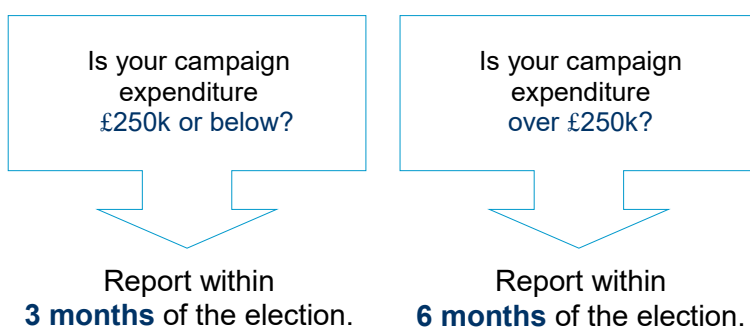 Is your campaign
expenditure
£250k or below?
Report within
3 months of the election.
Is your campaign
expenditure
over £250k?
Report within
6 months of the election.